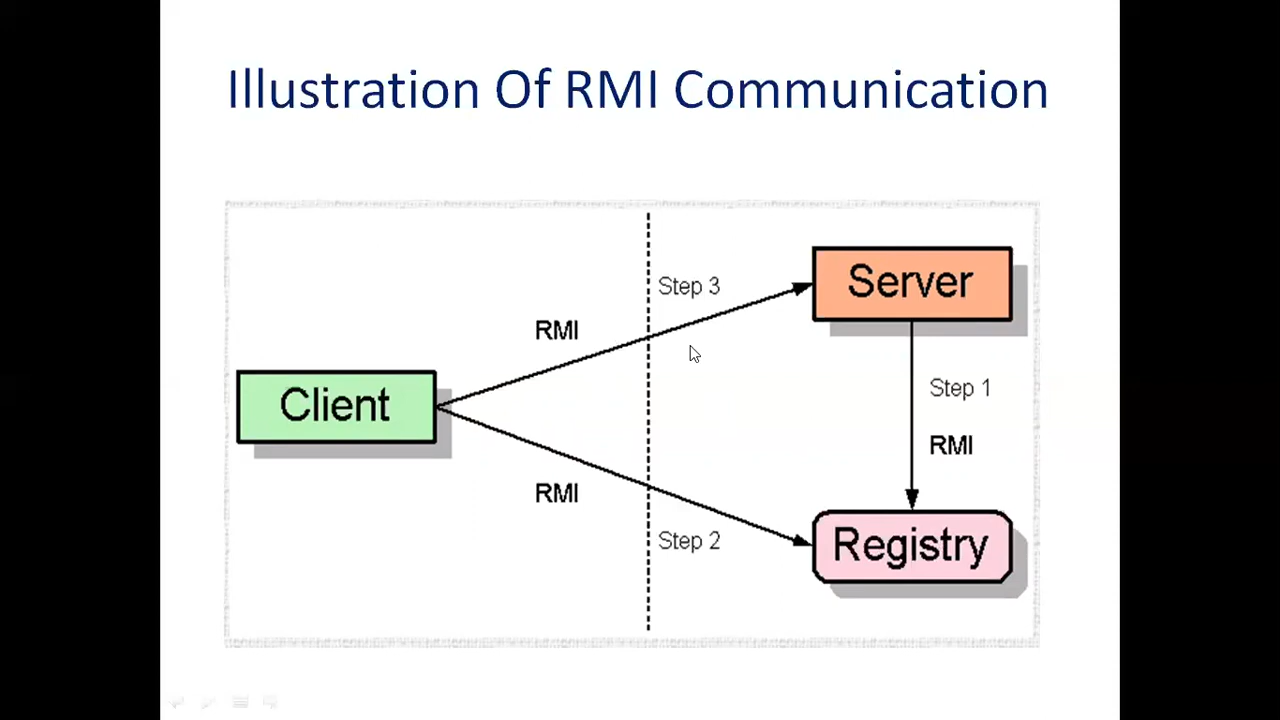 Illustration Of RMI Communication
Server
Step 3
RMI
Client
Step 1
RMI
RMI
Step 2
Registry